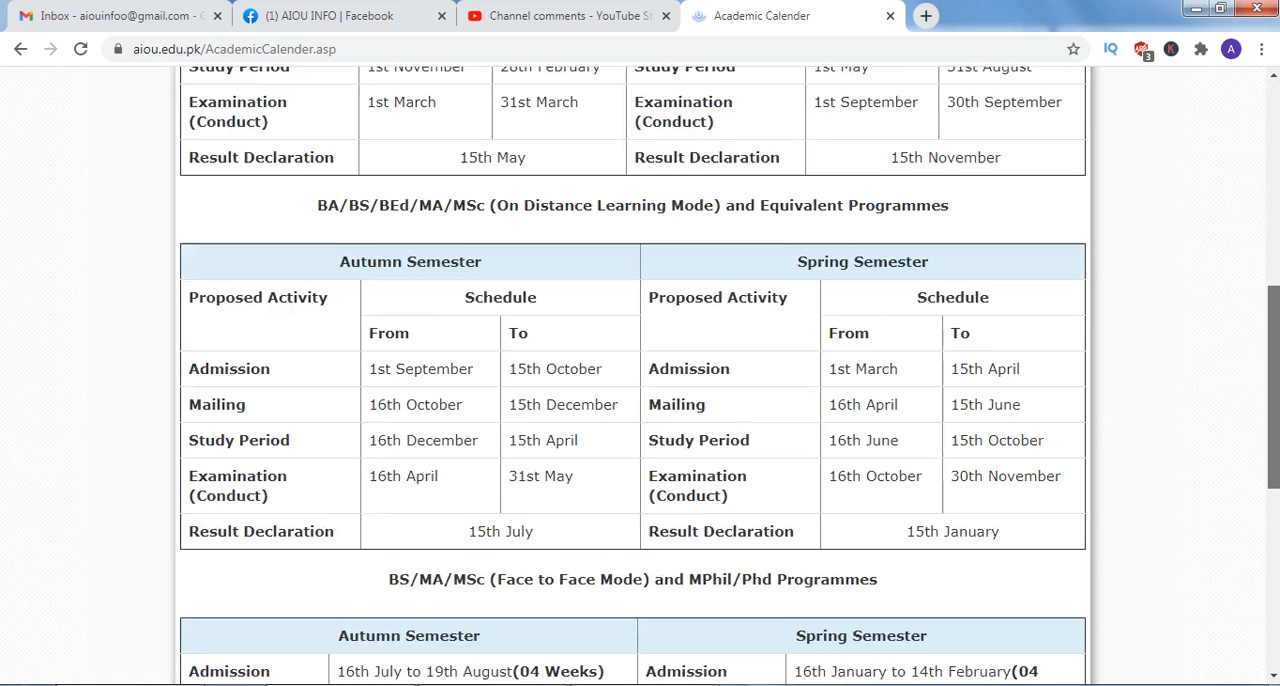 Inbox - aiouinfoo@gmail.com - G
(1) AIOU INFO | Facebook
Channel comments - YouTube St
Academic Calender
aiou.edu.pk/AcademicCalender.asp
IQ
3
K
A
Study Period 1st November 28th February Study Period 1st May 31st August
Examination (Conduct) 1st March 31st March Examination (Conduct) 1st September 30th September
Result Declaration 15th May Result Declaration 15th November
BA/BS/BEd/MA/MSc (On Distance Learning Mode) and Equivalent Programmes
Autumn Semester Spring Semester
Proposed Activity Schedule Proposed Activity Schedule
From To From To
Admission 1st September 15th October Admission 1st March 15th April
Mailing 16th October 15th December Mailing 16th April 15th June
Study Period 16th December 15th April Study Period 16th June 15th October
Examination (Conduct) 16th April 31st May Examination (Conduct) 16th October 30th November
Result Declaration 15th July Result Declaration 15th January
BS/MA/MSc (Face to Face Mode) and MPhil/Phd Programmes
Autumn Semester Spring Semester
Admission 16th July to 19th August(04 Weeks) Admission 16th January to 14th February(04